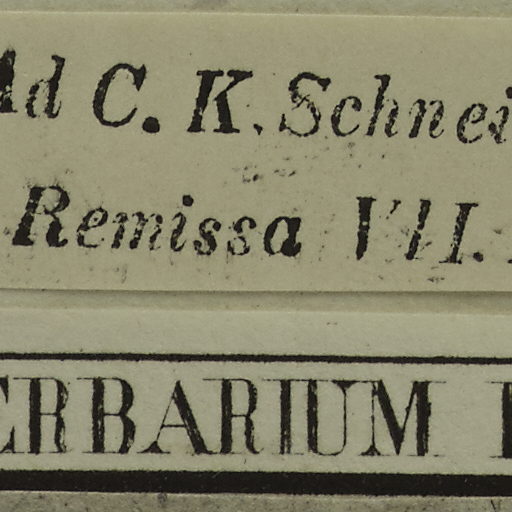 Ad C. K. Schnei
Remissa VII.
ERBARIUM